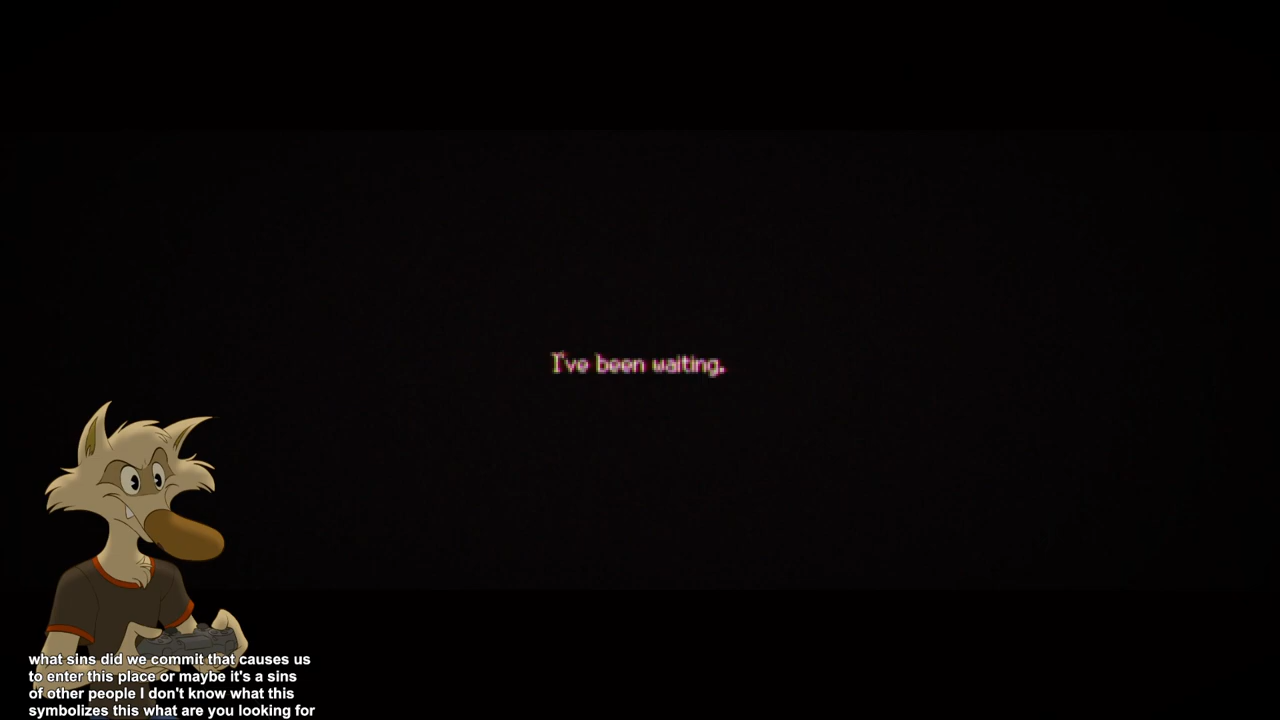 I've been waiting.
what sins did we commit that causes us
to enter this place or maybe it's a sins
of other people I don't know what this
symbolizes this what are you looking for